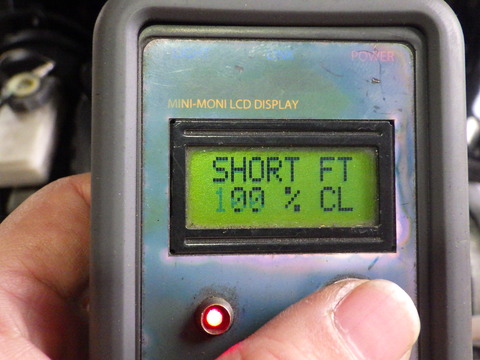 POWER
MINI-MONI LCD DISPLAY
SHORT FT
100 % CL